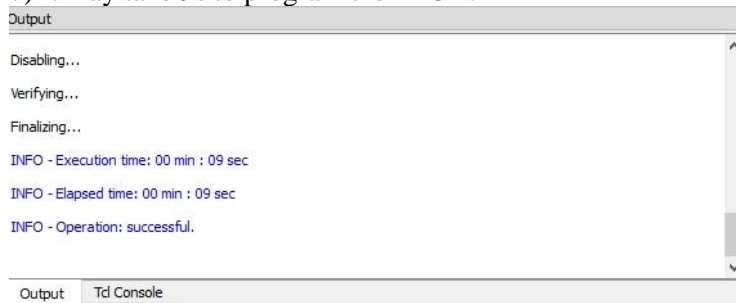 Output
Disabling...
Verifying...
Finalizing...
INFO - Execution time: 00 min : 09 sec
INFO - Elapsed time: 00 min : 09 sec
INFO - Operation: successful.
Output Tcl Console